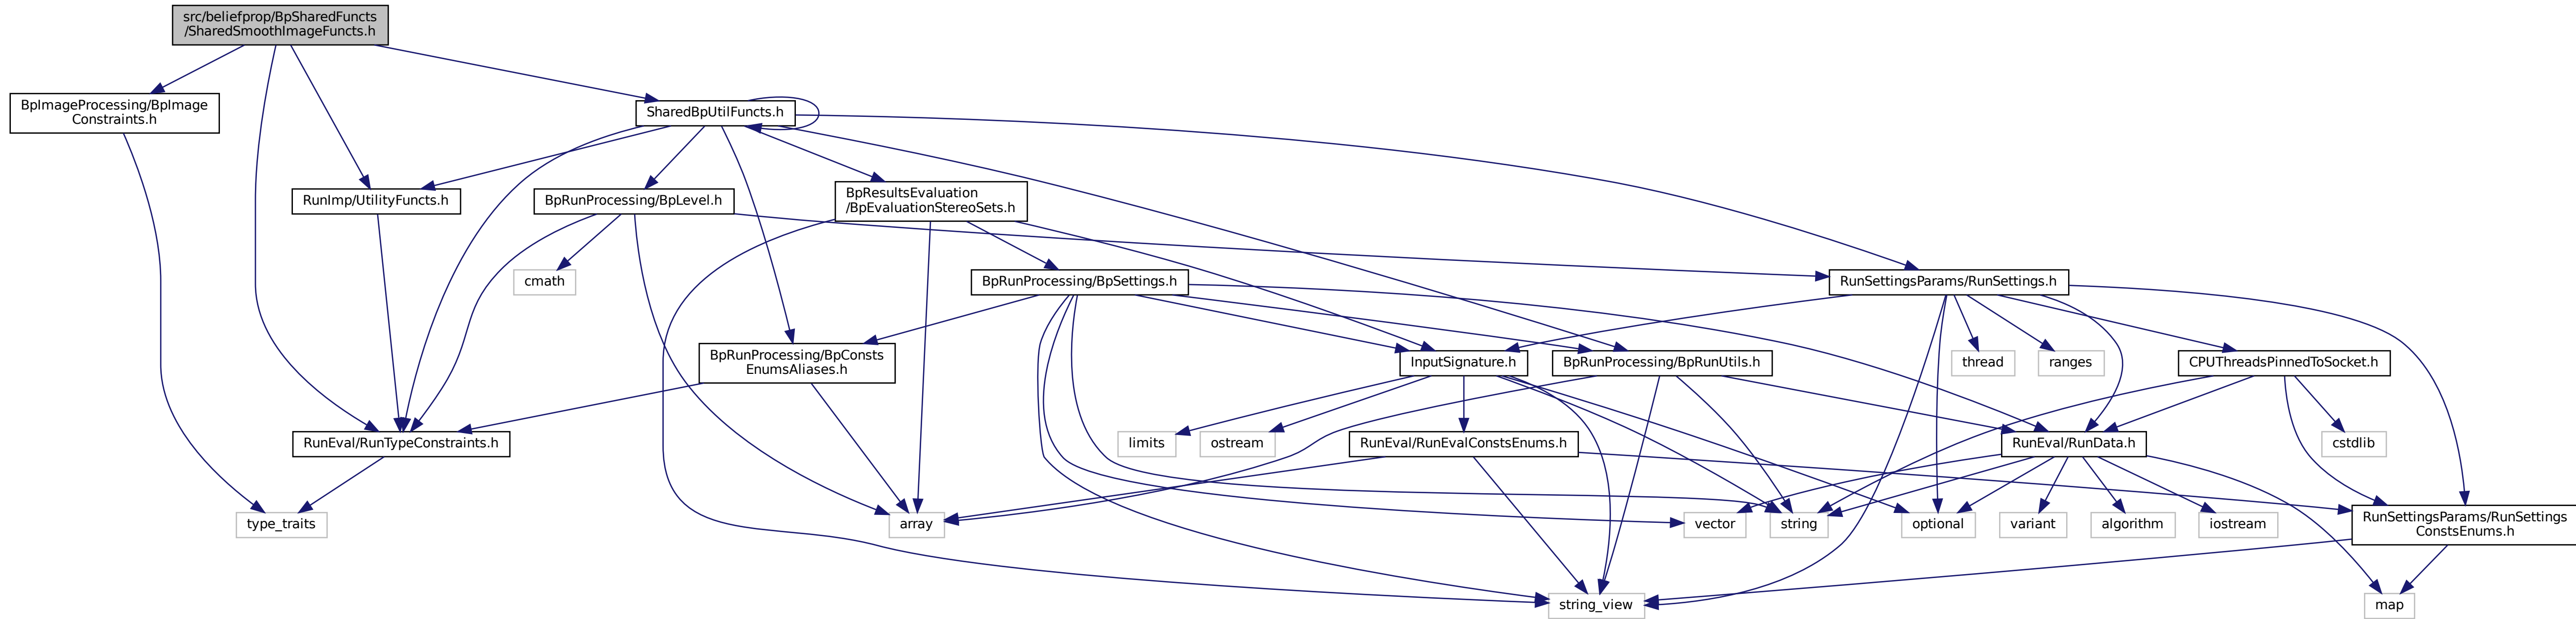 src/beliefprop/BpSharedFuncts
/SharedSmoothImageFuncts.h
BpImageProcessing/BpImage
Constraints.h
SharedBpUtilFuncts.h
RunImp/UtilityFuncts.h
BpRunProcessing/BpLevel.h
BpResultsEvaluation
/BpEvaluationStereoSets.h
cmath
BpRunProcessing/BpSettings.h
RunSettingsParams/RunSettings.h
BpRunProcessing/BpConsts
EnumsAliases.h
InputSignature.h
BpRunProcessing/BpRunUtils.h
thread
ranges
CPUThreadsPinnedToSocket.h
RunEval/RunTypeConstraints.h
limits
ostream
RunEval/RunEvalConstsEnums.h
RunEval/RunData.h
cstdlib
type_traits
array
vector
string
optional
variant
algorithm
iostream
RunSettingsParams/RunSettings
ConstsEnums.h
string_view
map